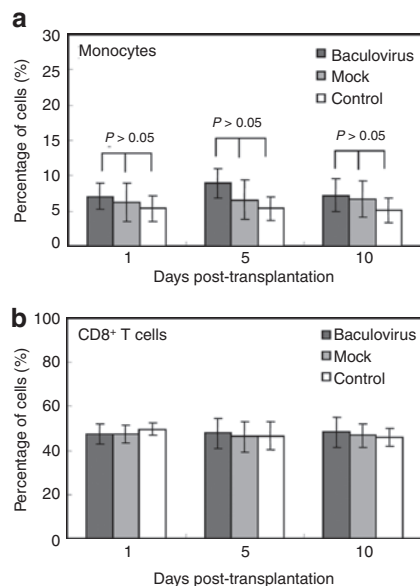 a
Monocytes
Baculovirus
Mock
Control
P > 0.05
P > 0.05
P > 0.05
Percentage of cells (%)
30
25
20
15
10
5
0
1 5 10
Days post-transplantation
b
CD8⁺ T cells
Baculovirus
Mock
Control
Percentage of cells (%)
100
80
60
40
20
0
1 5 10
Days post-transplantation